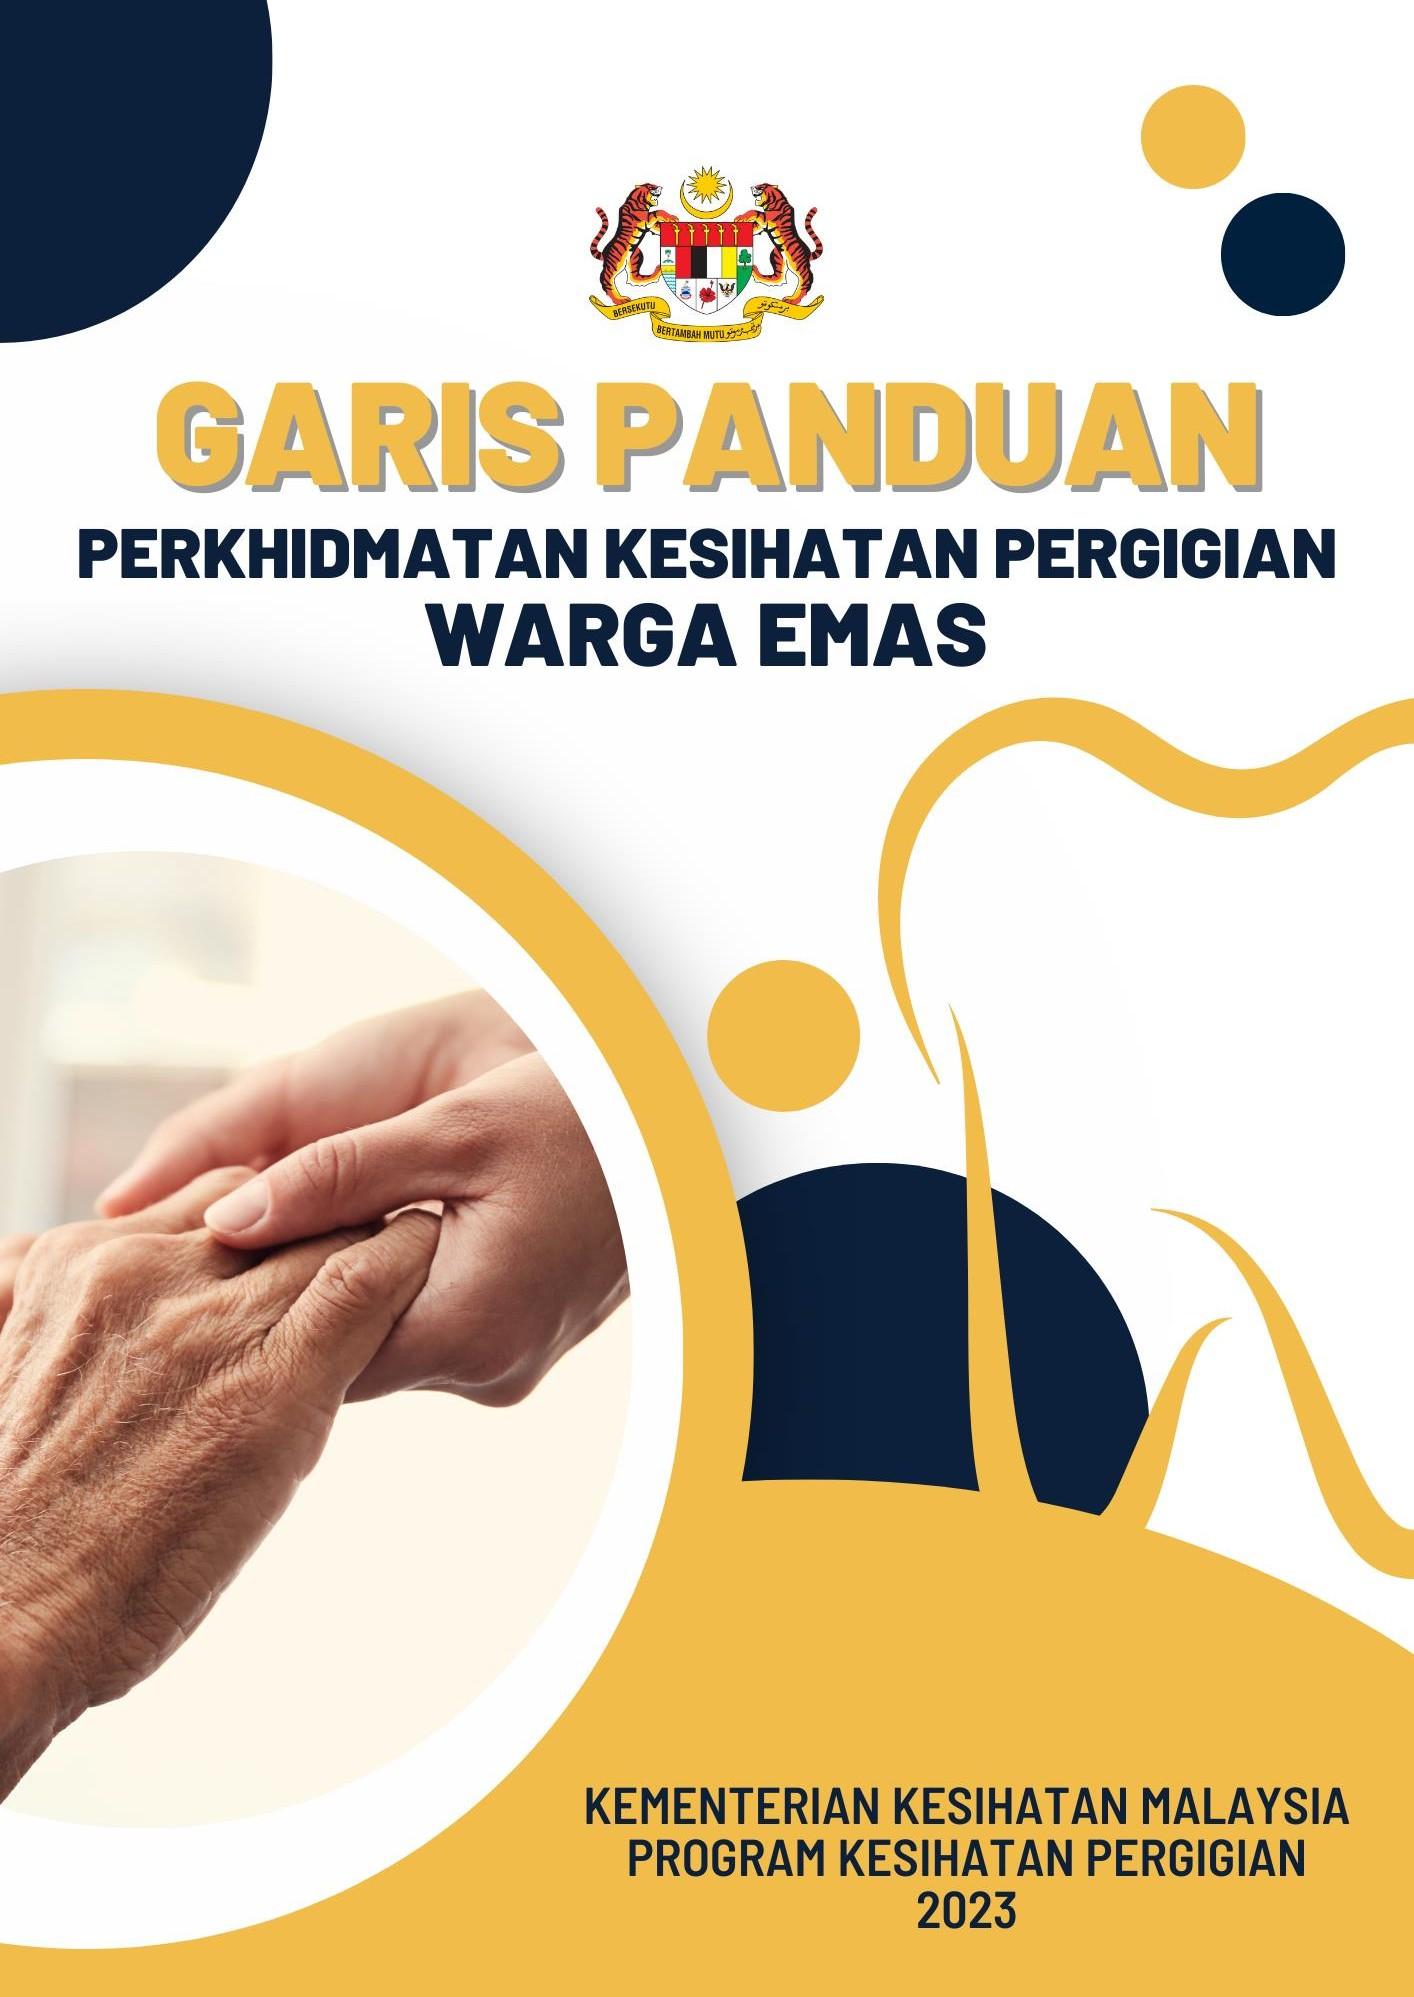 BERSEKUTU
BERTAMBAH MUTU
GARIS PANDUAN
PERKHIDMATAN KESIHATAN PERGIGIAN
WARGA EMAS
KEMENTERIAN KESIHATAN MALAYSIA
PROGRAM KESIHATAN PERGIGIAN
2023